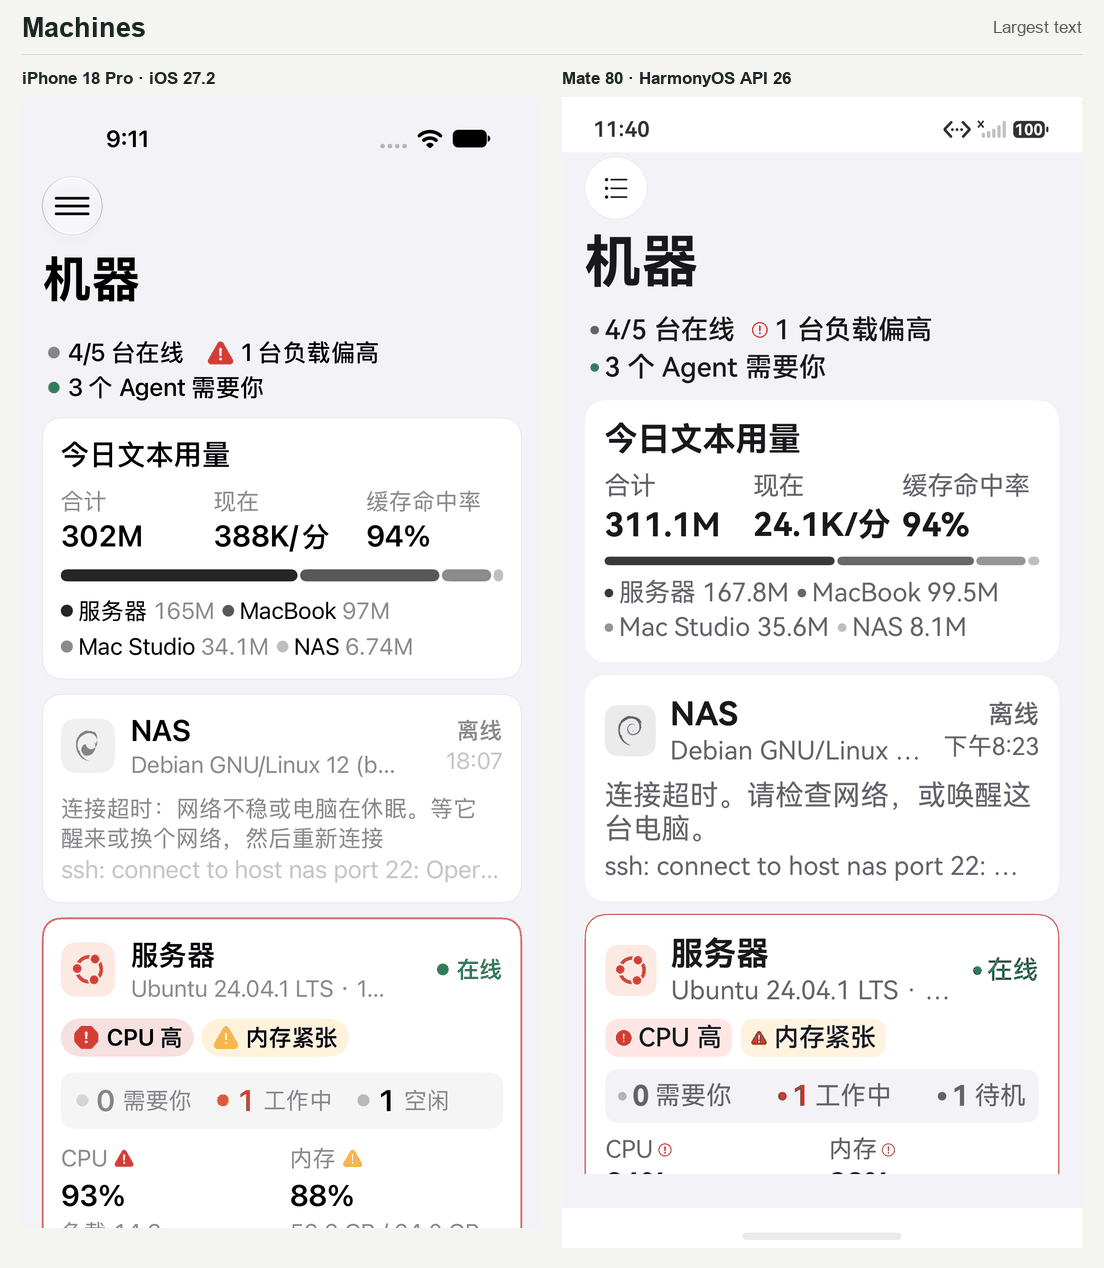 Machines
Largest text
iPhone 18 Pro · iOS 27.2
9:11
机器
4/5 台在线 1 台负载偏高
3 个 Agent 需要你
今日文本用量
合计 现在 缓存命中率
302M 388K/分 94%
服务器 165M MacBook 97M
Mac Studio 34.1M NAS 6.74M
NAS 离线
Debian GNU/Linux 12 (b... 18:07
连接超时：网络不稳或电脑在休眠。等它
醒来或换个网络，然后重新连接
ssh: connect to host nas port 22: Oper...
服务器
在线
Ubuntu 24.04.1 LTS · 1...
CPU 高 内存紧张
0 需要你 1 工作中 1 空闲
CPU 内存
93% 88%
Mate 80 · HarmonyOS API 26
11:40 100
机器
4/5 台在线 1 台负载偏高
3 个 Agent 需要你
今日文本用量
合计 现在 缓存命中率
311.1M 24.1K/分 94%
服务器 167.8M MacBook 99.5M
Mac Studio 35.6M NAS 8.1M
NAS 离线
Debian GNU/Linux ... 下午8:23
连接超时。请检查网络，或唤醒这
台电脑。
ssh: connect to host nas port 22: ...
服务器
在线
Ubuntu 24.04.1 LTS · ...
CPU 高 内存紧张
0 需要你 1 工作中 1 待机
CPU 内存